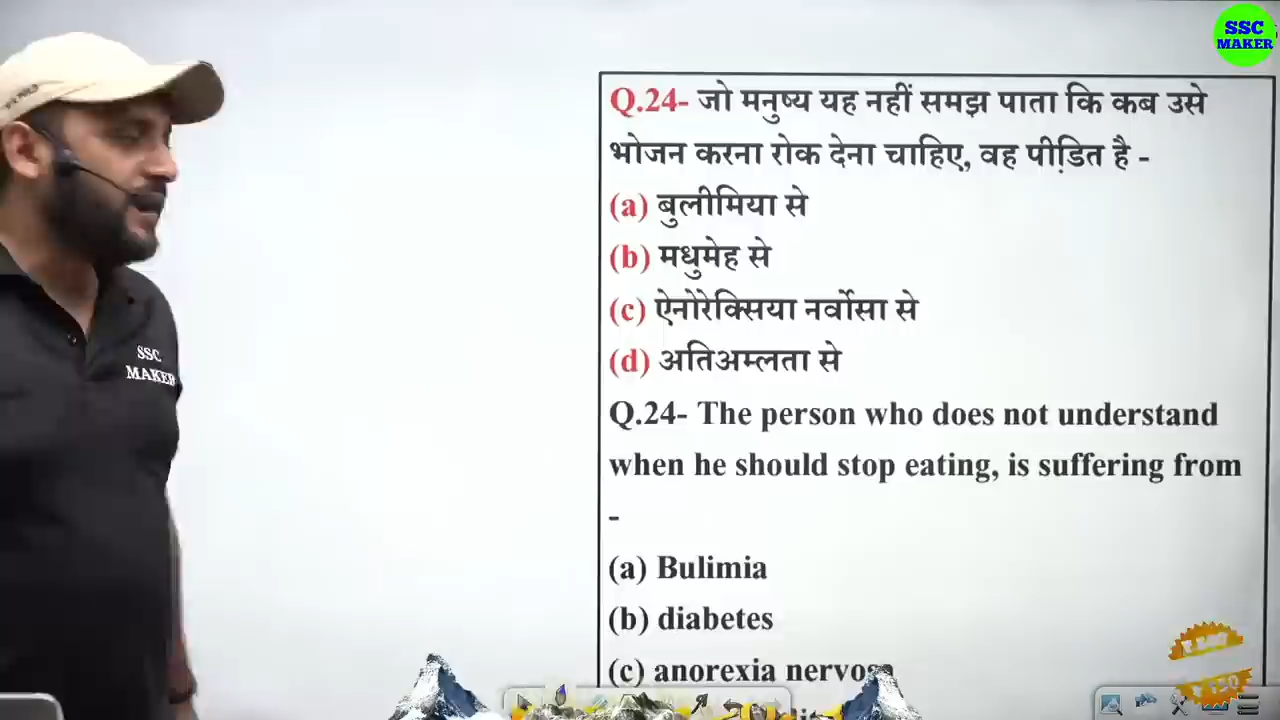 SSC
MAKER
Q.24- जो मनुष्य यह नहीं समझ पाता कि कब उसे
भोजन करना रोक देना चाहिए, वह पीड़ित है -
(a) बुलीमिया से
(b) मधुमेह से
(c) ऐनोरेक्सिया नर्वोसा से
(d) अतिअम्लता से
SSC
MAKER
Q.24- The person who does not understand
when he should stop eating, is suffering from
-
(a) Bulimia
(b) diabetes
(c) anorexia nervosa